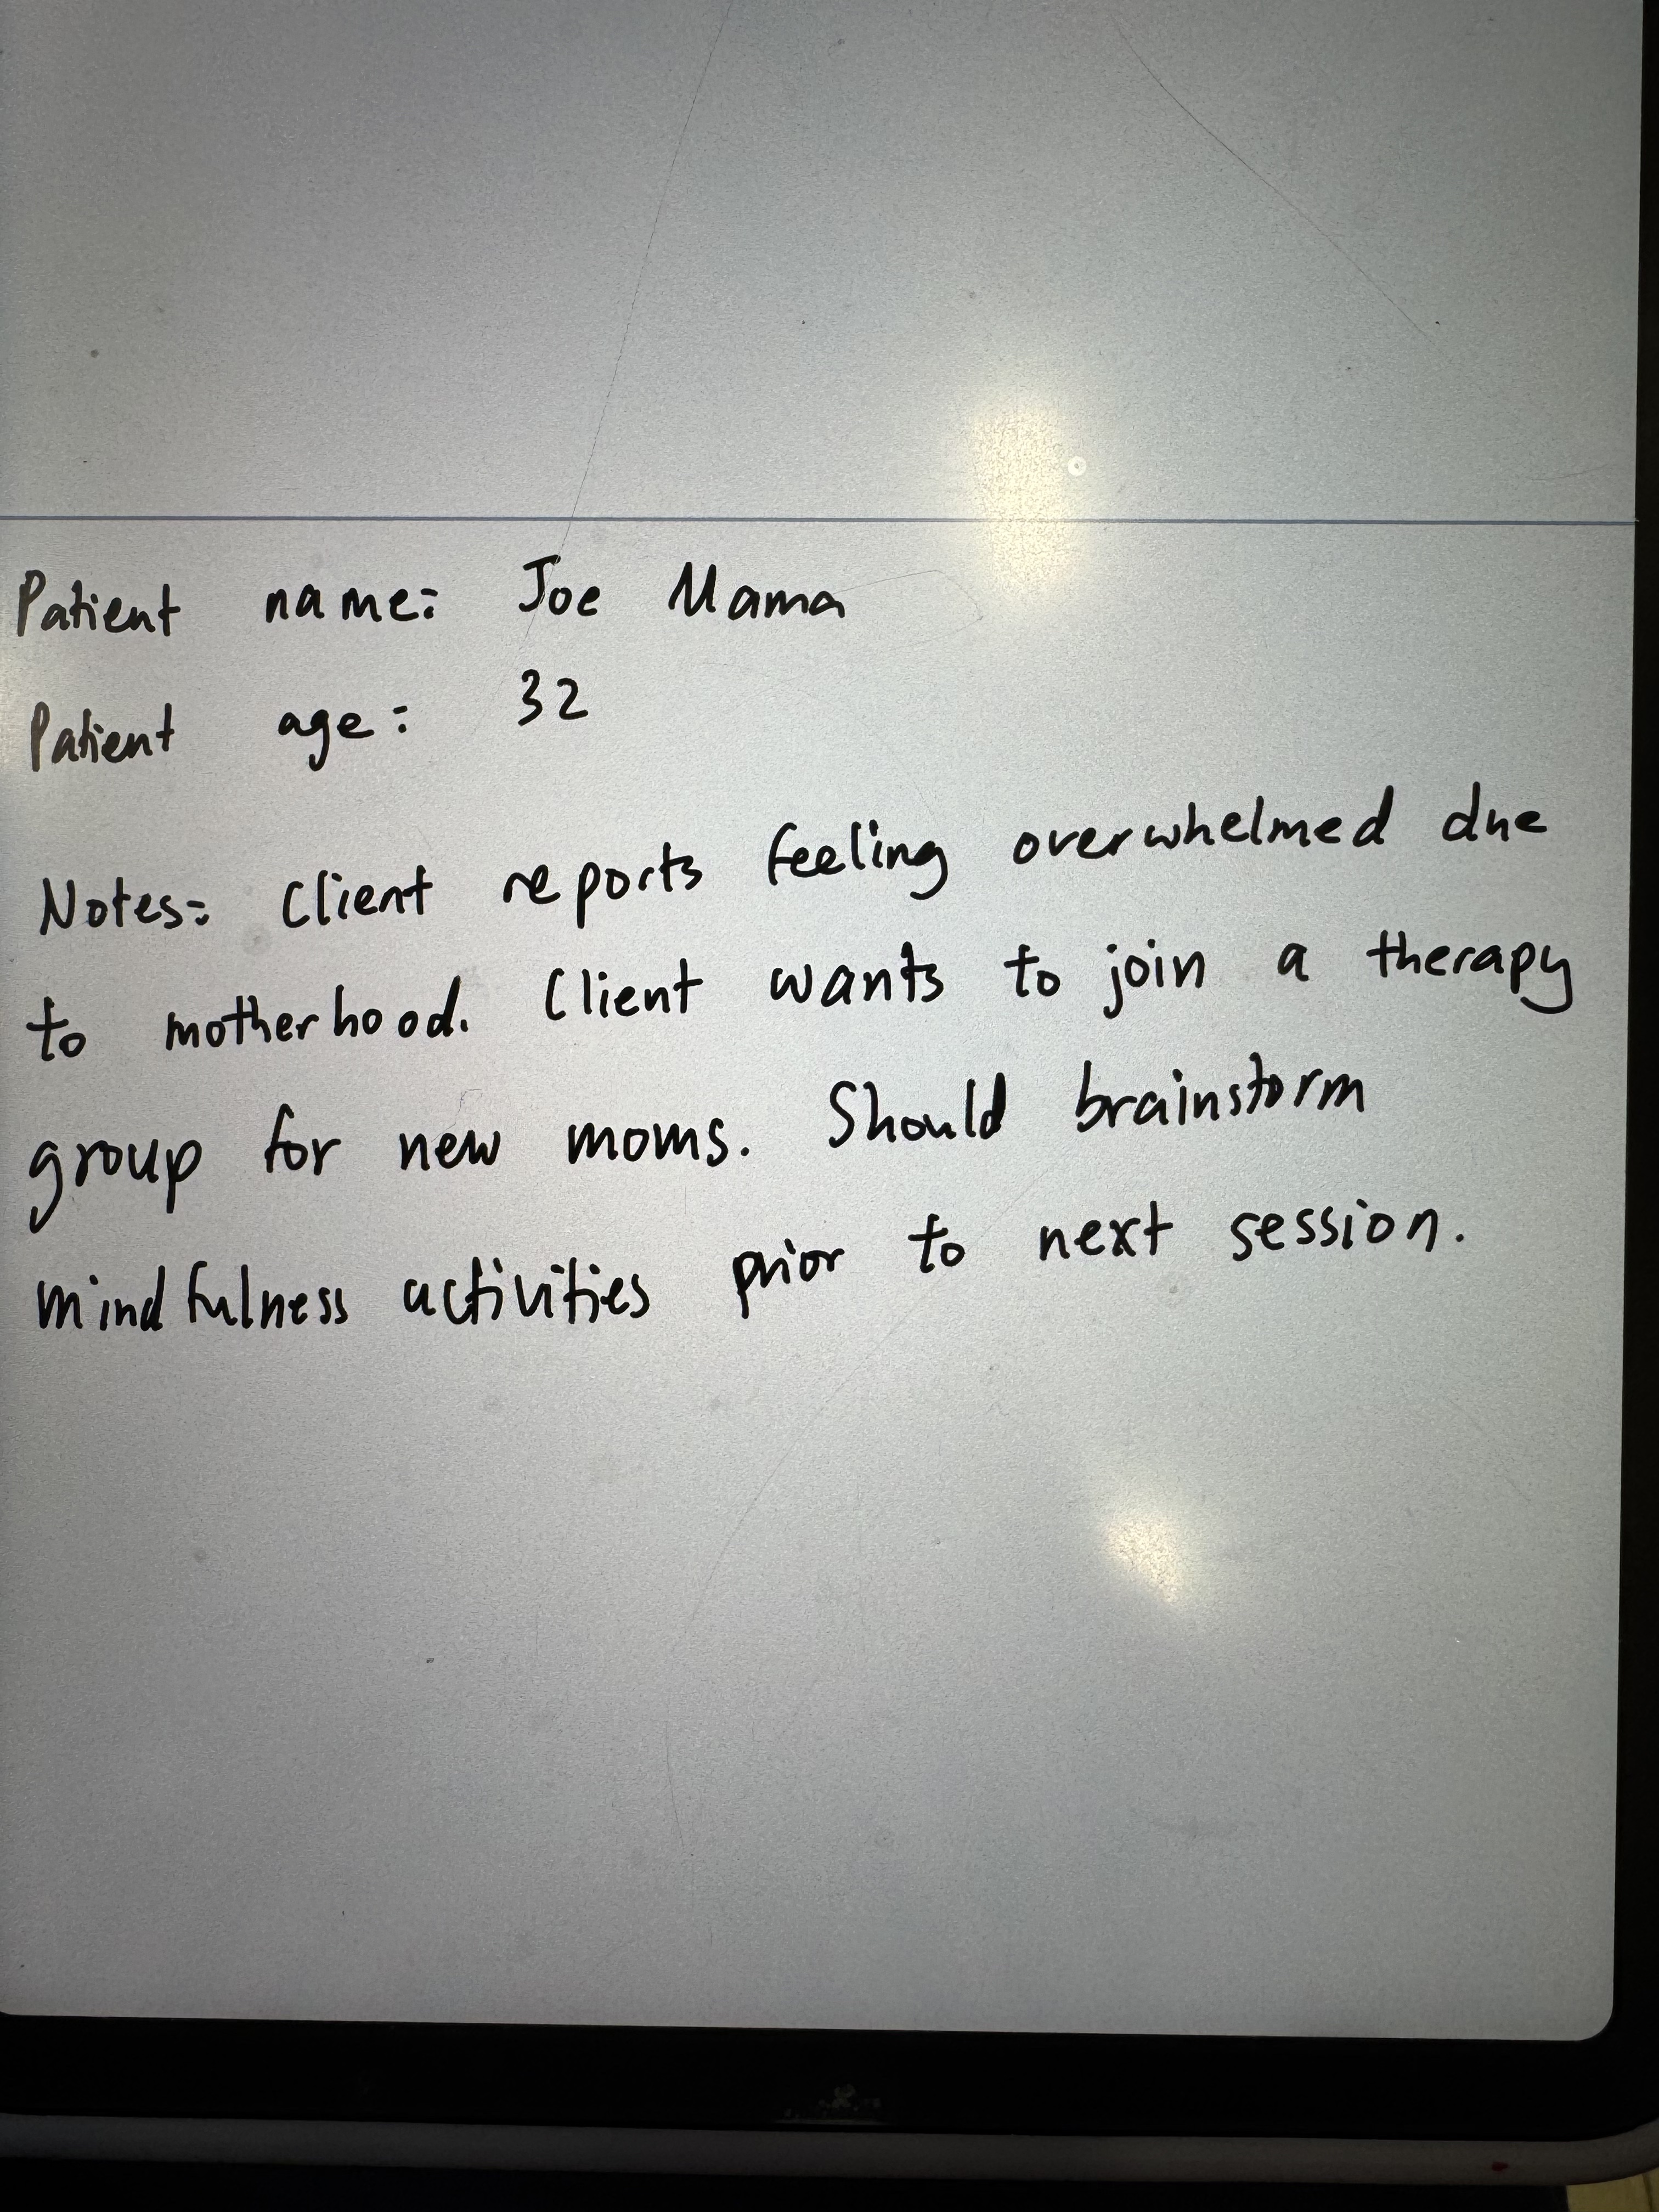 Patient name: Joe Mama
Patient age: 32
Notes: Client reports feeling overwhelmed due
to motherhood. Client wants to join a therapy
group for new moms. Should brainstorm
mindfulness activities prior to next session.